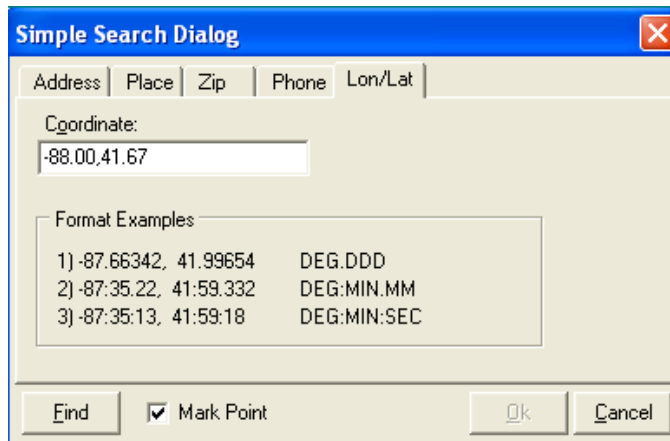 Simple Search Dialog
Address Place Zip Phone Lon/Lat
Coordinate:
-88.00,41.67
Format Examples
1) -87.66342, 41.99654 DEG.DDD
2) -87:35.22, 41:59.332 DEG:MIN.MM
3) -87:35:13, 41:59:18 DEG:MIN:SEC
Find Mark Point Ok Cancel